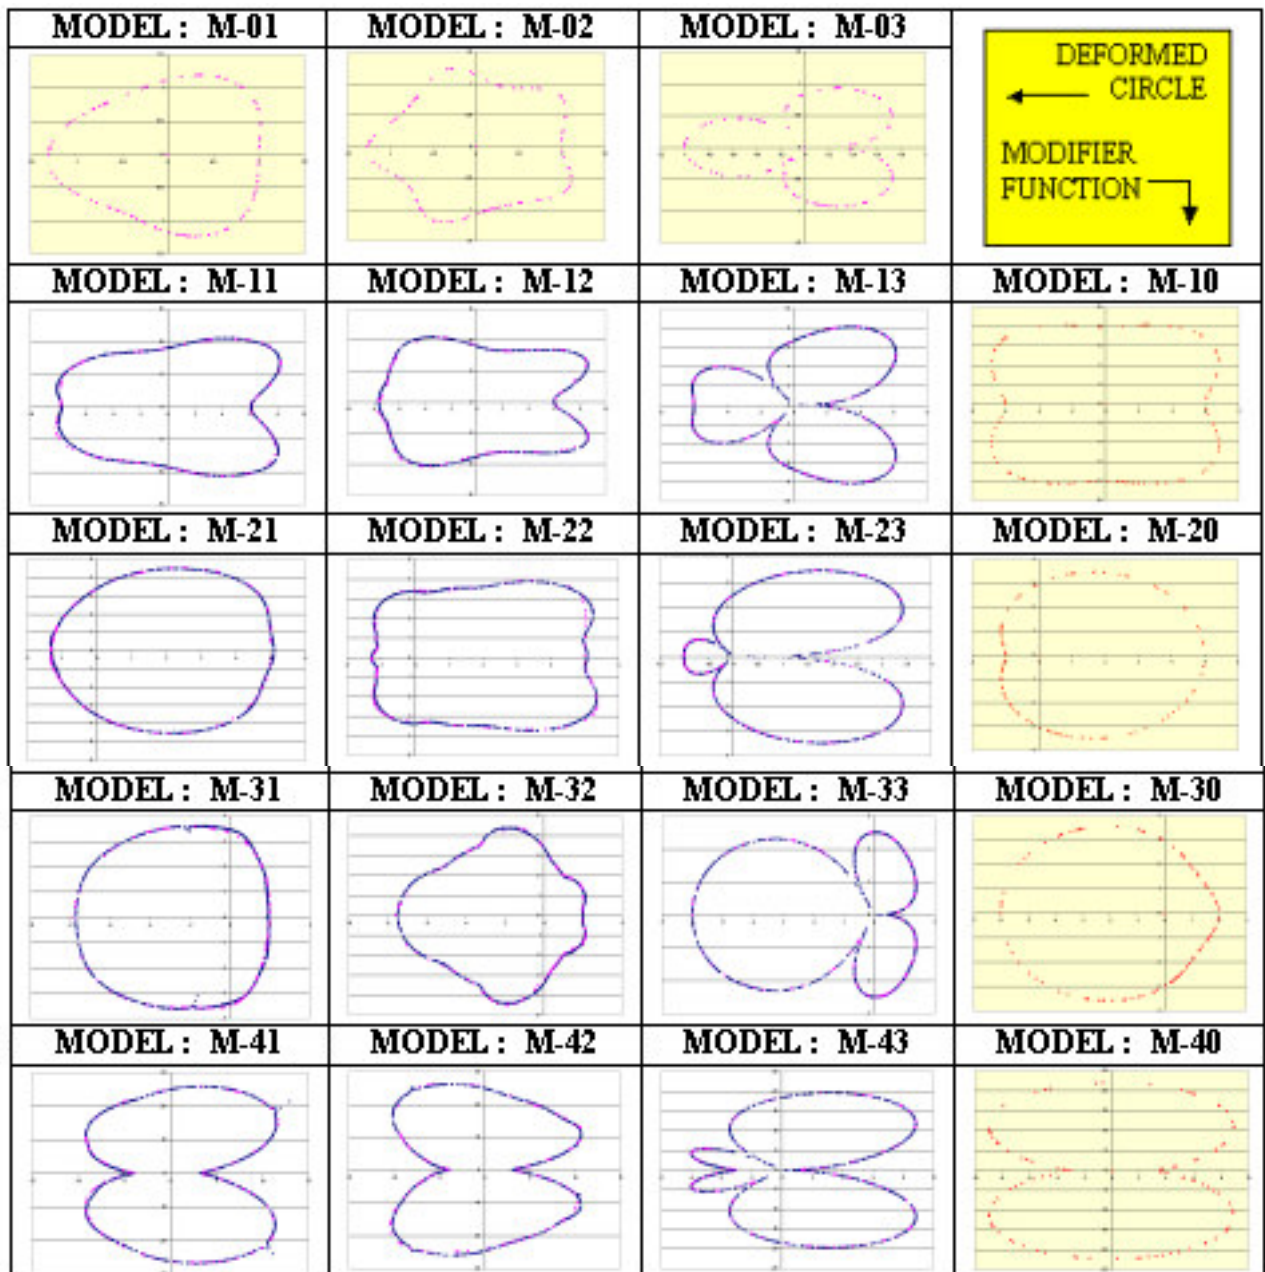 MODEL : M-01
MODEL : M-02
MODEL : M-03
DEFORMED
CIRCLE
MODIFIER
FUNCTION
MODEL : M-11
MODEL : M-12
MODEL : M-13
MODEL : M-10
MODEL : M-21
MODEL : M-22
MODEL : M-23
MODEL : M-20
MODEL : M-31
MODEL : M-32
MODEL : M-33
MODEL : M-30
MODEL : M-41
MODEL : M-42
MODEL : M-43
MODEL : M-40